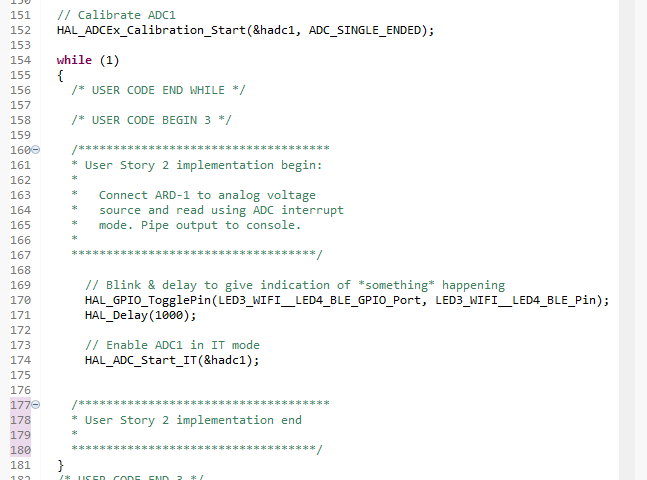 151 // Calibrate ADC1
152 HAL_ADCEx_Calibration_Start(&hadc1, ADC_SINGLE_ENDED);
153
154 while (1)
155 {
156 /* USER CODE END WHILE */
157
158 /* USER CODE BEGIN 3 */
159
160 /************************************
161 * User Story 2 implementation begin:
162 *
163 * Connect ARD-1 to analog voltage
164 * source and read using ADC interrupt
165 * mode. Pipe output to console.
166 *
167 ***********************************/
168
169 // Blink & delay to give indication of *something* happening
170 HAL_GPIO_TogglePin(LED3_WIFI__LED4_BLE_GPIO_Port, LED3_WIFI__LED4_BLE_Pin);
171 HAL_Delay(1000);
172
173 // Enable ADC1 in IT mode
174 HAL_ADC_Start_IT(&hadc1);
175
176
177 /************************************
178 * User Story 2 implementation end
179 *
180 ***********************************/
181 }
182 /* USER CODE END 3 */